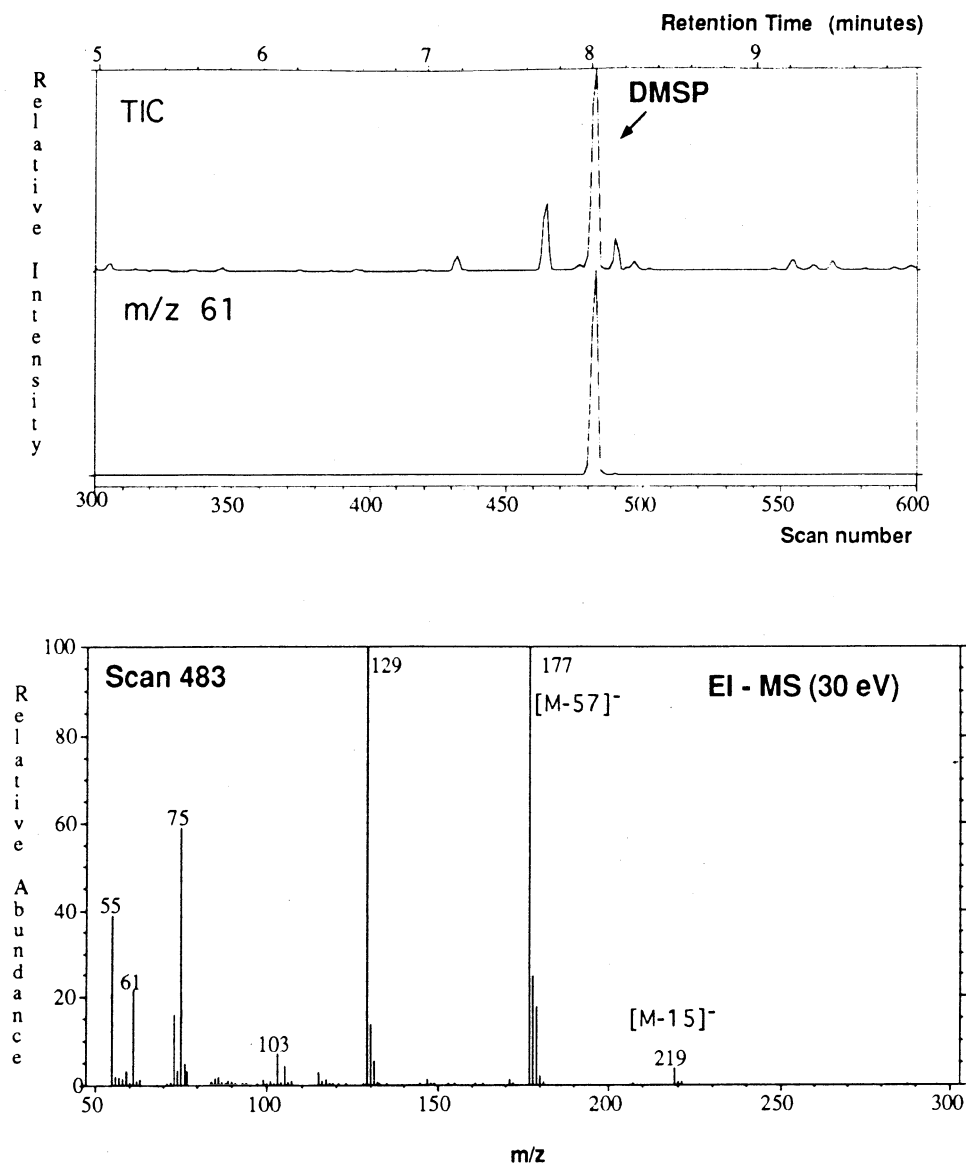 Retention Time (minutes)
5 6 7 8 9
Relative Intensity
TIC
DMSP
m/z 61
300 350 400 450 500 550 600
Scan number
100
80
60
40
20
0
Relative Abundance
Scan 483
EI - MS (30 eV)
129
177
[M-57]-
75
55
61
103
[M-15]-
219
50 100 150 200 250 300
m/z